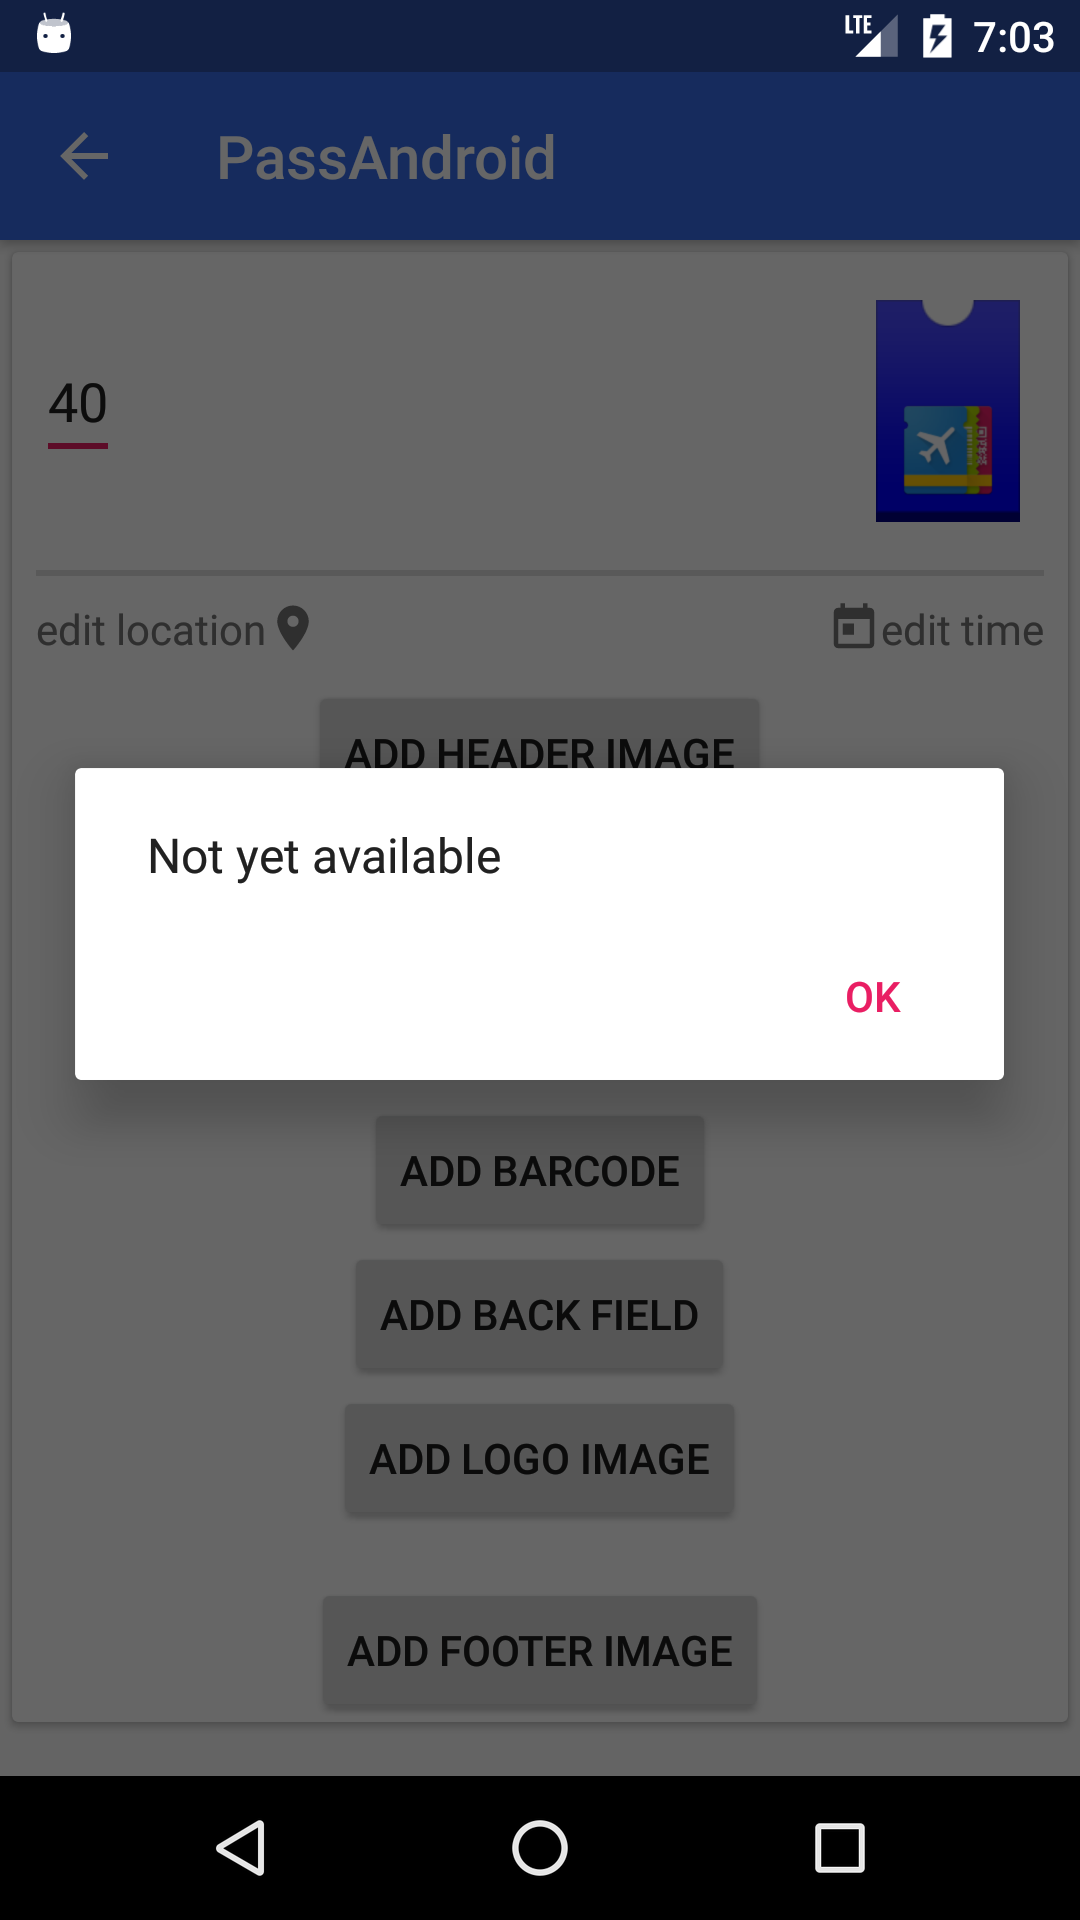 LTE 7:03
PassAndroid
40
edit location edit time
ADD HEADER IMAGE
Not yet available
OK
ADD BARCODE
ADD BACK FIELD
ADD LOGO IMAGE
ADD FOOTER IMAGE